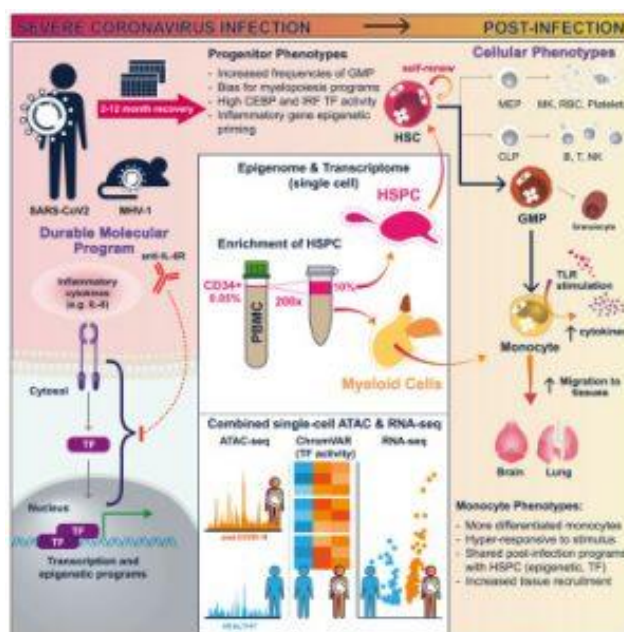 SEVERE CORONAVIRUS INFECTION
POST-INFECTION
Progenitor Phenotypes
- Increased frequencies of GMP
- Bias for myelopoiesis programs
- High CEBP and IRF TF activity
- Inflammatory gene epigenetic
priming
2-12 month recovery
SARS-CoV2
MHV-1
self-renew
HSC
Cellular Phenotypes
MEP
MK, RBC, Platelet
CLP
B, T, NK
GMP
Granulocyte
TLR
stimulation
↑ cytokines
Monocyte
↑ Migration to
tissues
Brain
Lung
Monocyte Phenotypes:
- More differentiated monocytes
- Hyper-responsive to stimulus
- Shared post-infection programs
with HSPC (epigenetic, TF)
- Increased tissue recruitment
Durable Molecular
Program
anti-IL-6R
Inflammatory
cytokines
(e.g. IL-6)
Cytosol
TF
Nucleus
TF
TF
Transcription and
epigenetic programs
Epigenome & Transcriptome
(single cell)
HSPC
Enrichment of HSPC
CD34+
0.05%
200x
10%
PBMC
Myeloid Cells
Combined single-cell ATAC & RNA-seq
ATAC-seq
ChromVAR
(TF activity)
RNA-seq
post-COVID-19
HEALTHY